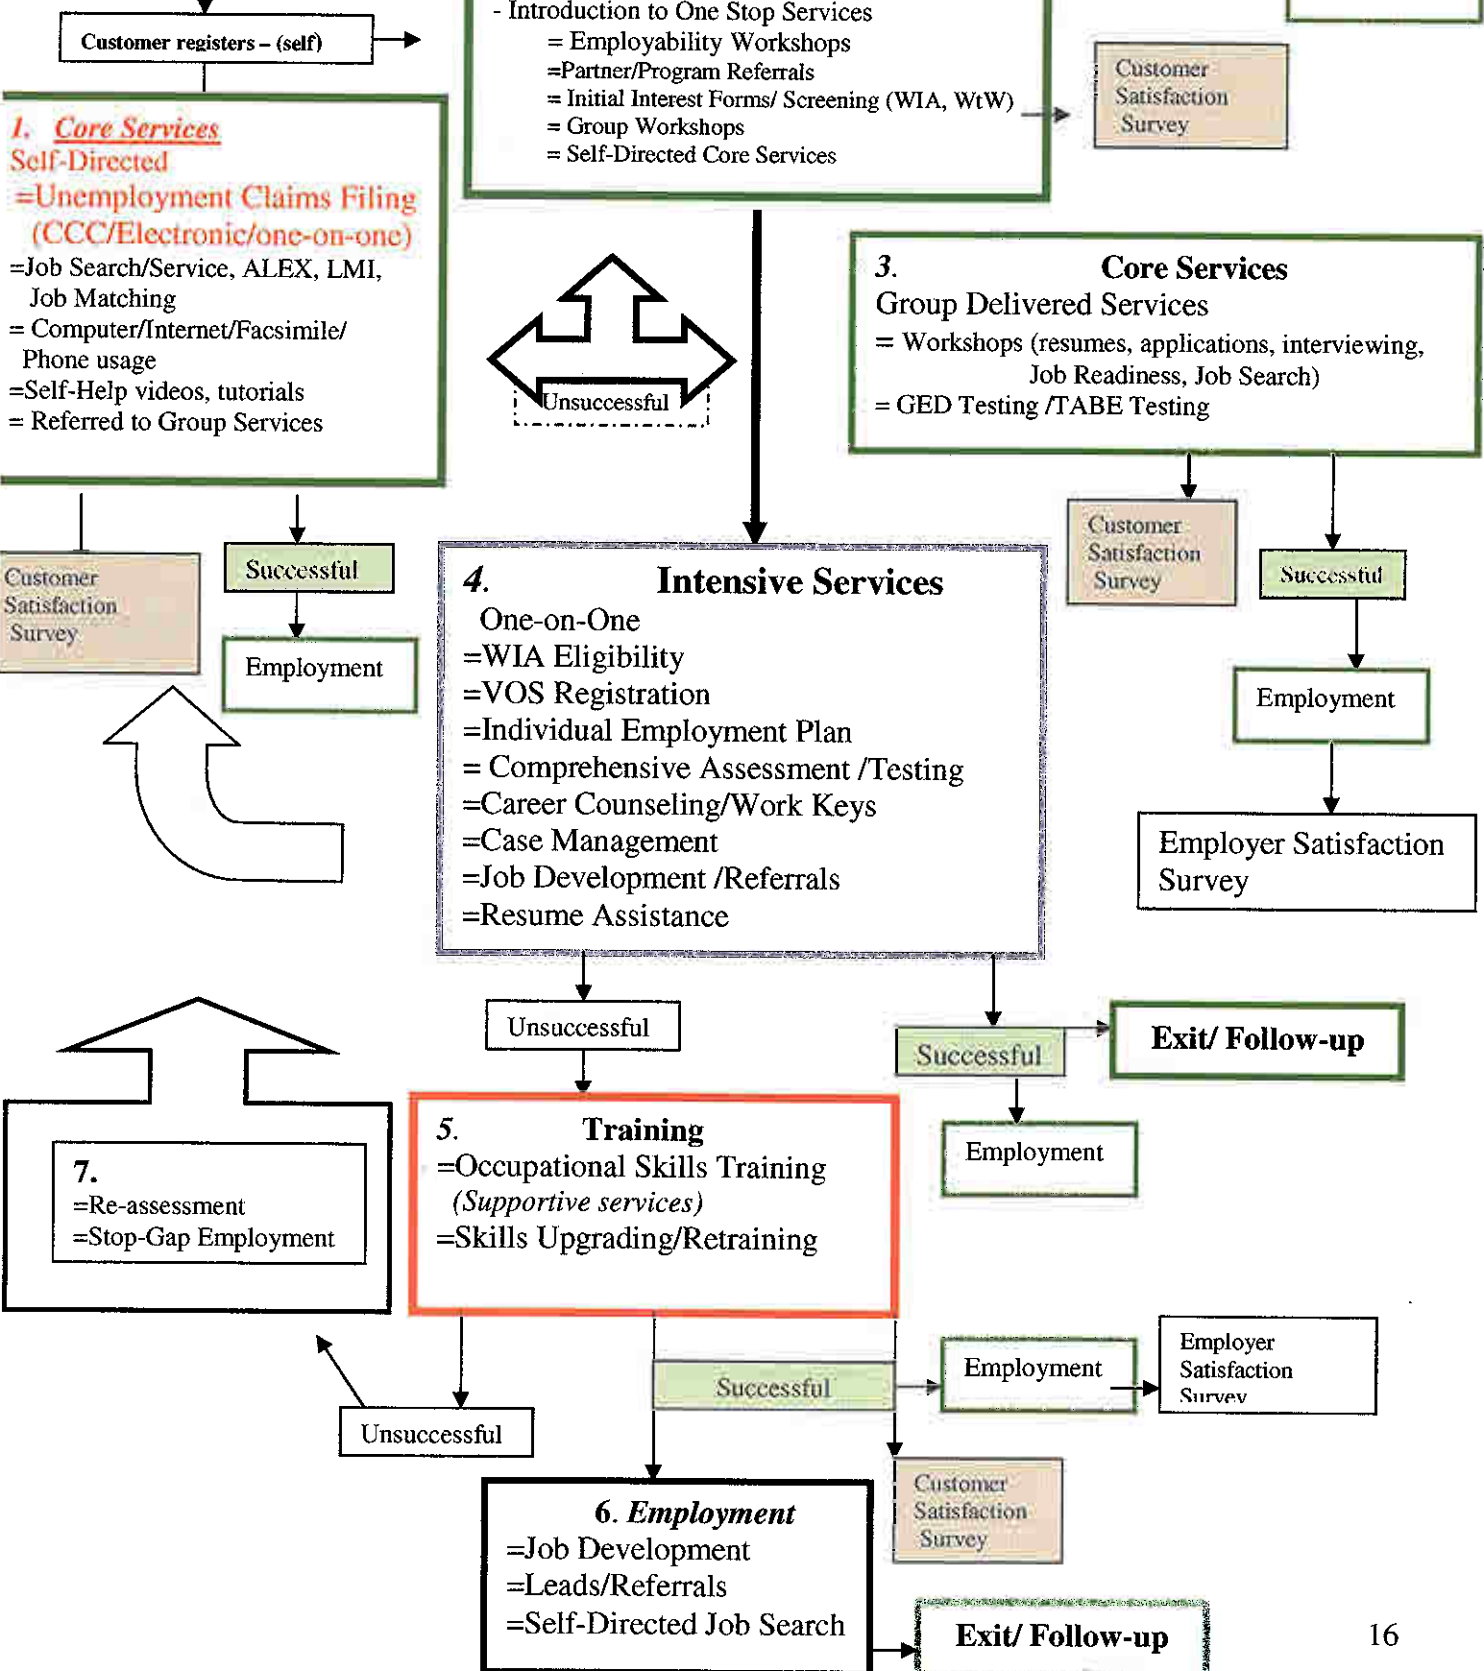 - Introduction to One Stop Services
= Employability Workshops
=Partner/Program Referrals
= Initial Interest Forms/ Screening (WIA, WtW)
= Group Workshops
= Self-Directed Core Services
Customer registers – (self)
Customer
Satisfaction
Survey
1. Core Services
Self-Directed
=Unemployment Claims Filing
(CCC/Electronic/one-on-one)
=Job Search/Service, ALEX, LMI,
Job Matching
= Computer/Internet/Facsimile/
Phone usage
=Self-Help videos, tutorials
= Referred to Group Services
Unsuccessful
3. Core Services
Group Delivered Services
= Workshops (resumes, applications, interviewing,
Job Readiness, Job Search)
= GED Testing /TABE Testing
Customer
Satisfaction
Survey
Successful
Employment
Customer
Satisfaction
Survey
Successful
Employment
Employer Satisfaction
Survey
4. Intensive Services
One-on-One
=WIA Eligibility
=VOS Registration
=Individual Employment Plan
= Comprehensive Assessment /Testing
=Career Counseling/Work Keys
=Case Management
=Job Development /Referrals
=Resume Assistance
Unsuccessful
Successful
Exit/ Follow-up
Employment
5. Training
=Occupational Skills Training
(Supportive services)
=Skills Upgrading/Retraining
7.
=Re-assessment
=Stop-Gap Employment
Unsuccessful
Successful
Employment
Employer
Satisfaction
Survey
Customer
Satisfaction
Survey
6. Employment
=Job Development
=Leads/Referrals
=Self-Directed Job Search
Exit/ Follow-up
16